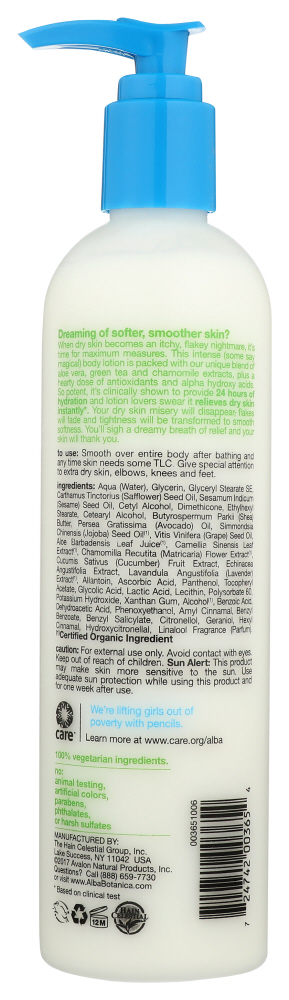 Dreaming of softer, smoother skin?
When dry skin becomes an itchy, flakey nightmare, it's
time for maximum measures. This intense (some say
magical) body lotion is packed with our unique blend of
aloe vera, green tea and chamomile extracts, plus a
hearty dose of antioxidants and alpha hydroxy acids.
So potent, it's clinically shown to provide 24 hours of
hydration and lotion lovers swear it relieves dry skin
instantly*. Your dry skin misery will disappear- flakes
will fade and tightness will be transformed to smooth
softness. You'll sigh a dreamy breath of relief and your
skin will thank you.
to use: Smooth over entire body after bathing and
any time skin needs some TLC. Give special attention
to extra dry skin, elbows, knees and feet.
ingredients: Aqua (Water), Glycerin, Glyceryl Stearate SE,
Carthamus Tinctorius (Safflower) Seed Oil, Sesamum Indicum
(Sesame) Seed Oil, Cetyl Alcohol, Dimethicone, Ethylhexyl
Stearate, Cetearyl Alcohol, Butyrospermum Parkii (Shea)
Butter, Persea Gratissima (Avocado) Oil, Simmondsia
Chinensis (Jojoba) Seed Oil⁽¹⁾, Vitis Vinifera (Grape) Seed Oil,
Aloe Barbadensis Leaf Juice⁽¹⁾, Camellia Sinensis Leaf
Extract⁽¹⁾, Chamomilla Recutita (Matricaria) Flower Extract⁽¹⁾,
Cucumis Sativus (Cucumber) Fruit Extract, Echinacea
Angustifolia Extract, Lavandula Angustifolia (Lavender)
Extract⁽¹⁾, Allantoin, Ascorbic Acid, Panthenol, Tocopheryl
Acetate, Glycolic Acid, Lactic Acid, Lecithin, Polysorbate 60,
Potassium Hydroxide, Xanthan Gum, Alcohol⁽¹⁾, Benzoic Acid,
Dehydroacetic Acid, Phenoxyethanol, Amyl Cinnamal, Benzyl
Benzoate, Benzyl Salicylate, Citronellol, Geraniol, Hexyl
Cinnamal, Hydroxycitronellal, Linalool Fragrance (Parfum).
⁽¹⁾Certified Organic Ingredient
caution: For external use only. Avoid contact with eyes.
Keep out of reach of children. Sun Alert: This product
may make skin more sensitive to the sun. Use
adequate sun protection while using this product and
for one week after use.
care
We're lifting girls out of
poverty with pencils.
Learn more at www.care.org/alba
100% vegetarian ingredients.
no:
animal testing,
artificial colors,
parabens,
phthalates,
or harsh sulfates
MANUFACTURED BY:
The Hain Celestial Group, Inc.
Lake Success, NY 11042 USA
©2017 Avalon Natural Products, Inc.
Questions? Call (888) 659-7730
or visit www.AlbaBotanica.com
* Based on clinical test
12M
HAIN
CELESTIAL
003651006
7 24742 00365 4